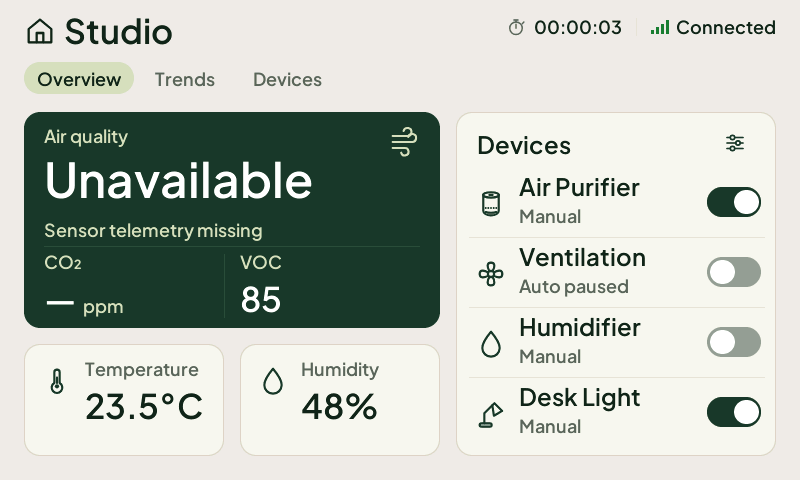 Studio
00:00:03
Connected
Overview
Trends
Devices
Air quality
Unavailable
Sensor telemetry missing
CO₂
— ppm
VOC
85
Temperature
23.5°C
Humidity
48%
Devices
Air Purifier
Manual
Ventilation
Auto paused
Humidifier
Manual
Desk Light
Manual